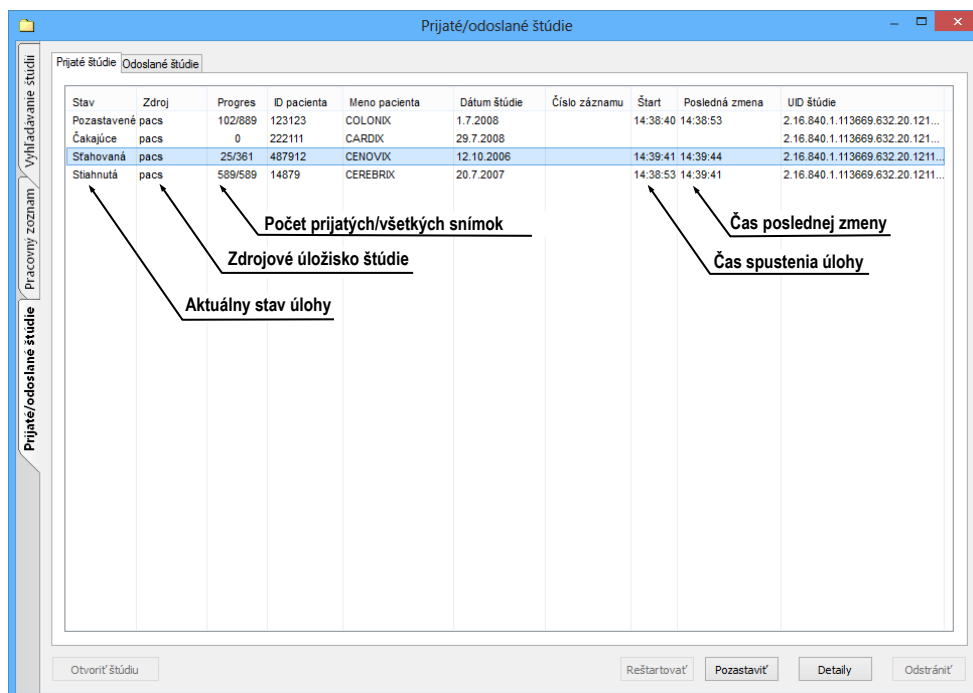 Prijaté/odoslané štúdie
Vyhľadávanie štúdií
Pracovný zoznam
Prijaté/odoslané štúdie
Prijaté štúdie Odoslané štúdie
Stav Zdroj Progres ID pacienta Meno pacienta Dátum štúdie Číslo záznamu Štart Posledná zmena UID štúdie
Pozastavené pacs 102/889 123123 COLONIX 1.7.2008 14:38:40 14:38:53 2.16.840.1.113669.632.20.121...
Čakajúce pacs 0 222111 CARDIX 29.7.2008 2.16.840.1.113669.632.20.121...
Sťahovaná pacs 25/361 487912 CENOVIX 12.10.2006 14:39:41 14:39:44 2.16.840.1.113669.632.20.1211...
Stiahnutá pacs 589/589 14879 CEREBRIX 20.7.2007 14:38:53 14:39:41 2.16.840.1.113669.632.20.1211...
Počet prijatých/všetkých snímok
Čas poslednej zmeny
Zdrojové úložisko štúdie
Čas spustenia úlohy
Aktuálny stav úlohy
Otvoriť štúdiu Reštartovať Pozastaviť Detaily Odstrániť